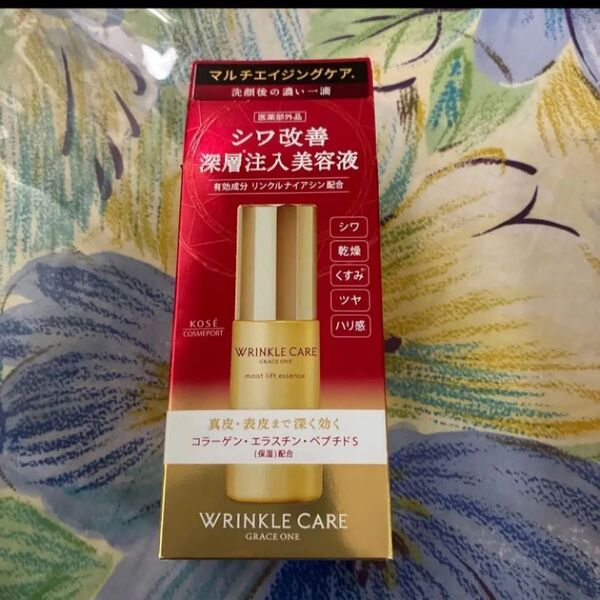 マルチエイジングケア*
洗顔後の濃い一滴
医薬部外品
シワ改善
深層*注入美容液
有効成分 リンクルナイアシン配合
シワ
乾燥
くすみ*
ツヤ
ハリ感
KOSÉ
COSMEPORT
WRINKLE CARE
GRACE ONE
moist lift essence
真皮・表皮まで深く効く
コラーゲン・エラスチン・ペプチドS
(保湿)配合
WRINKLE CARE
GRACE ONE